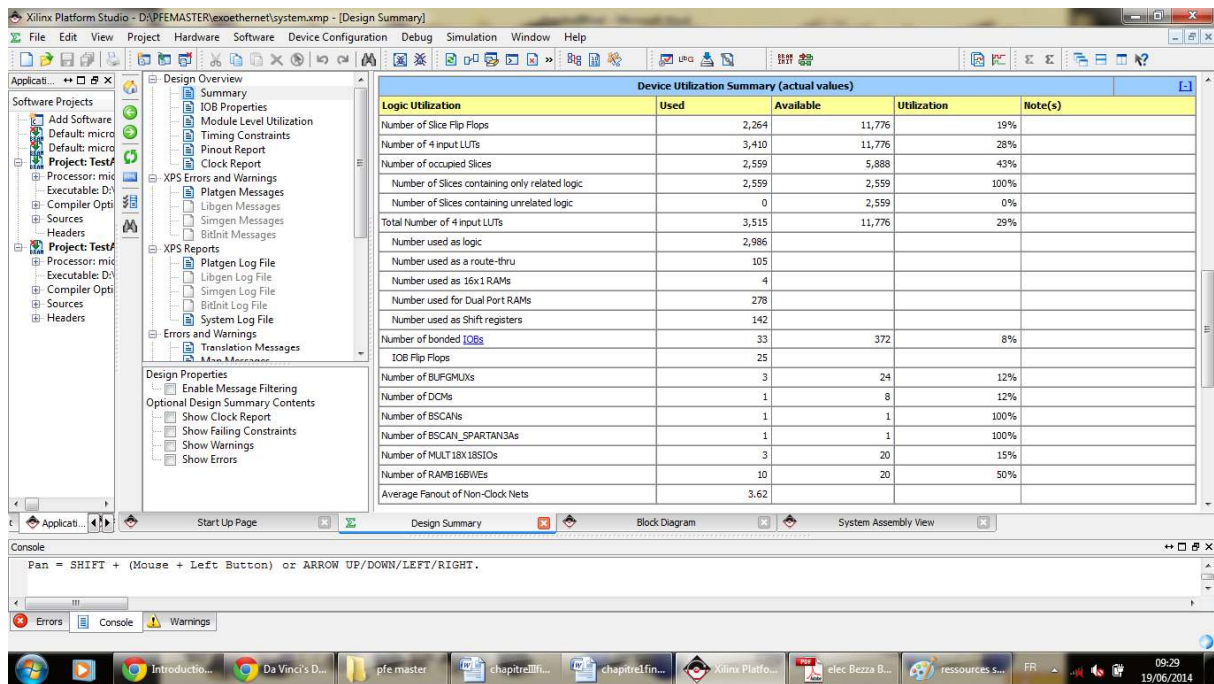 Xilinx Platform Studio - D:\PFEMASTER\exoethernet\system.xmp - [Design Summary]
File Edit View Project Hardware Software Device Configuration Debug Simulation Window Help
Applicati...
Software Projects
Add Software
Default: micro
Default: micro
Project: TestA
Processor: mic
Executable: D:\
Compiler Opti
Sources
Headers
Project: TestA
Processor: mic
Executable: D:\
Compiler Opti
Sources
Headers
Design Overview
Summary
IOB Properties
Module Level Utilization
Timing Constraints
Pinout Report
Clock Report
XPS Errors and Warnings
Platgen Messages
Libgen Messages
Simgen Messages
BitInit Messages
XPS Reports
Platgen Log File
Libgen Log File
Simgen Log File
BitInit Log File
System Log File
Errors and Warnings
Translation Messages
Map Messages
Design Properties
Enable Message Filtering
Optional Design Summary Contents
Show Clock Report
Show Failing Constraints
Show Warnings
Show Errors
Device Utilization Summary (actual values) [-]
Logic Utilization Used Available Utilization Note(s)
Number of Slice Flip Flops 2,264 11,776 19%
Number of 4 input LUTs 3,410 11,776 28%
Number of occupied Slices 2,559 5,888 43%
Number of Slices containing only related logic 2,559 2,559 100%
Number of Slices containing unrelated logic 0 2,559 0%
Total Number of 4 input LUTs 3,515 11,776 29%
Number used as logic 2,986
Number used as a route-thru 105
Number used as 16x1 RAMs 4
Number used for Dual Port RAMs 278
Number used as Shift registers 142
Number of bonded IOBs 33 372 8%
IOB Flip Flops 25
Number of BUFGMUXs 3 24 12%
Number of DCMs 1 8 12%
Number of BSCANs 1 1 100%
Number of BSCAN_SPARTAN3As 1 1 100%
Number of MULT18X18SIOs 3 20 15%
Number of RAMB16BWEs 10 20 50%
Average Fanout of Non-Clock Nets 3.62
Applicati... Start Up Page Design Summary Block Diagram System Assembly View
Console
Pan = SHIFT + (Mouse + Left Button) or ARROW UP/DOWN/LEFT/RIGHT.
Errors Console Warnings
Introductio... Da Vinci's D... pfe master chapitreIIIfi... chapitre1fin... Xilinx Platfo... elec Bezza B... ressources s... FR 09:29
19/06/2014